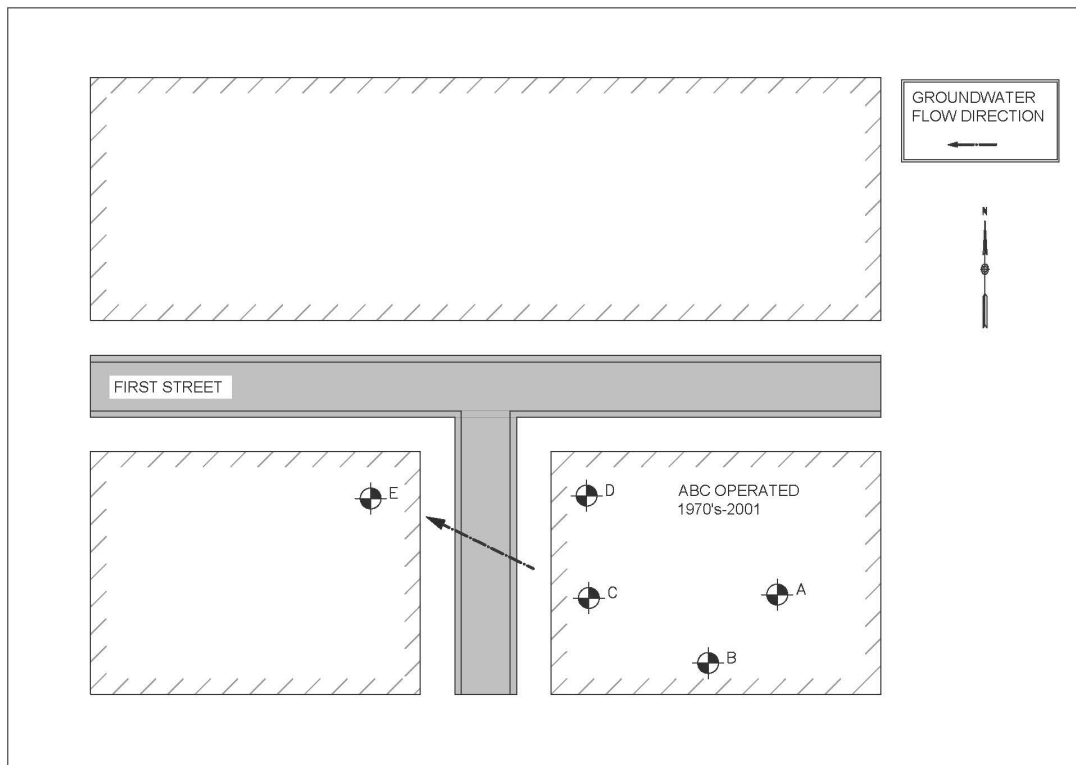 GROUNDWATER
FLOW DIRECTION
N
FIRST STREET
E
D
ABC OPERATED
1970's-2001
C
A
B